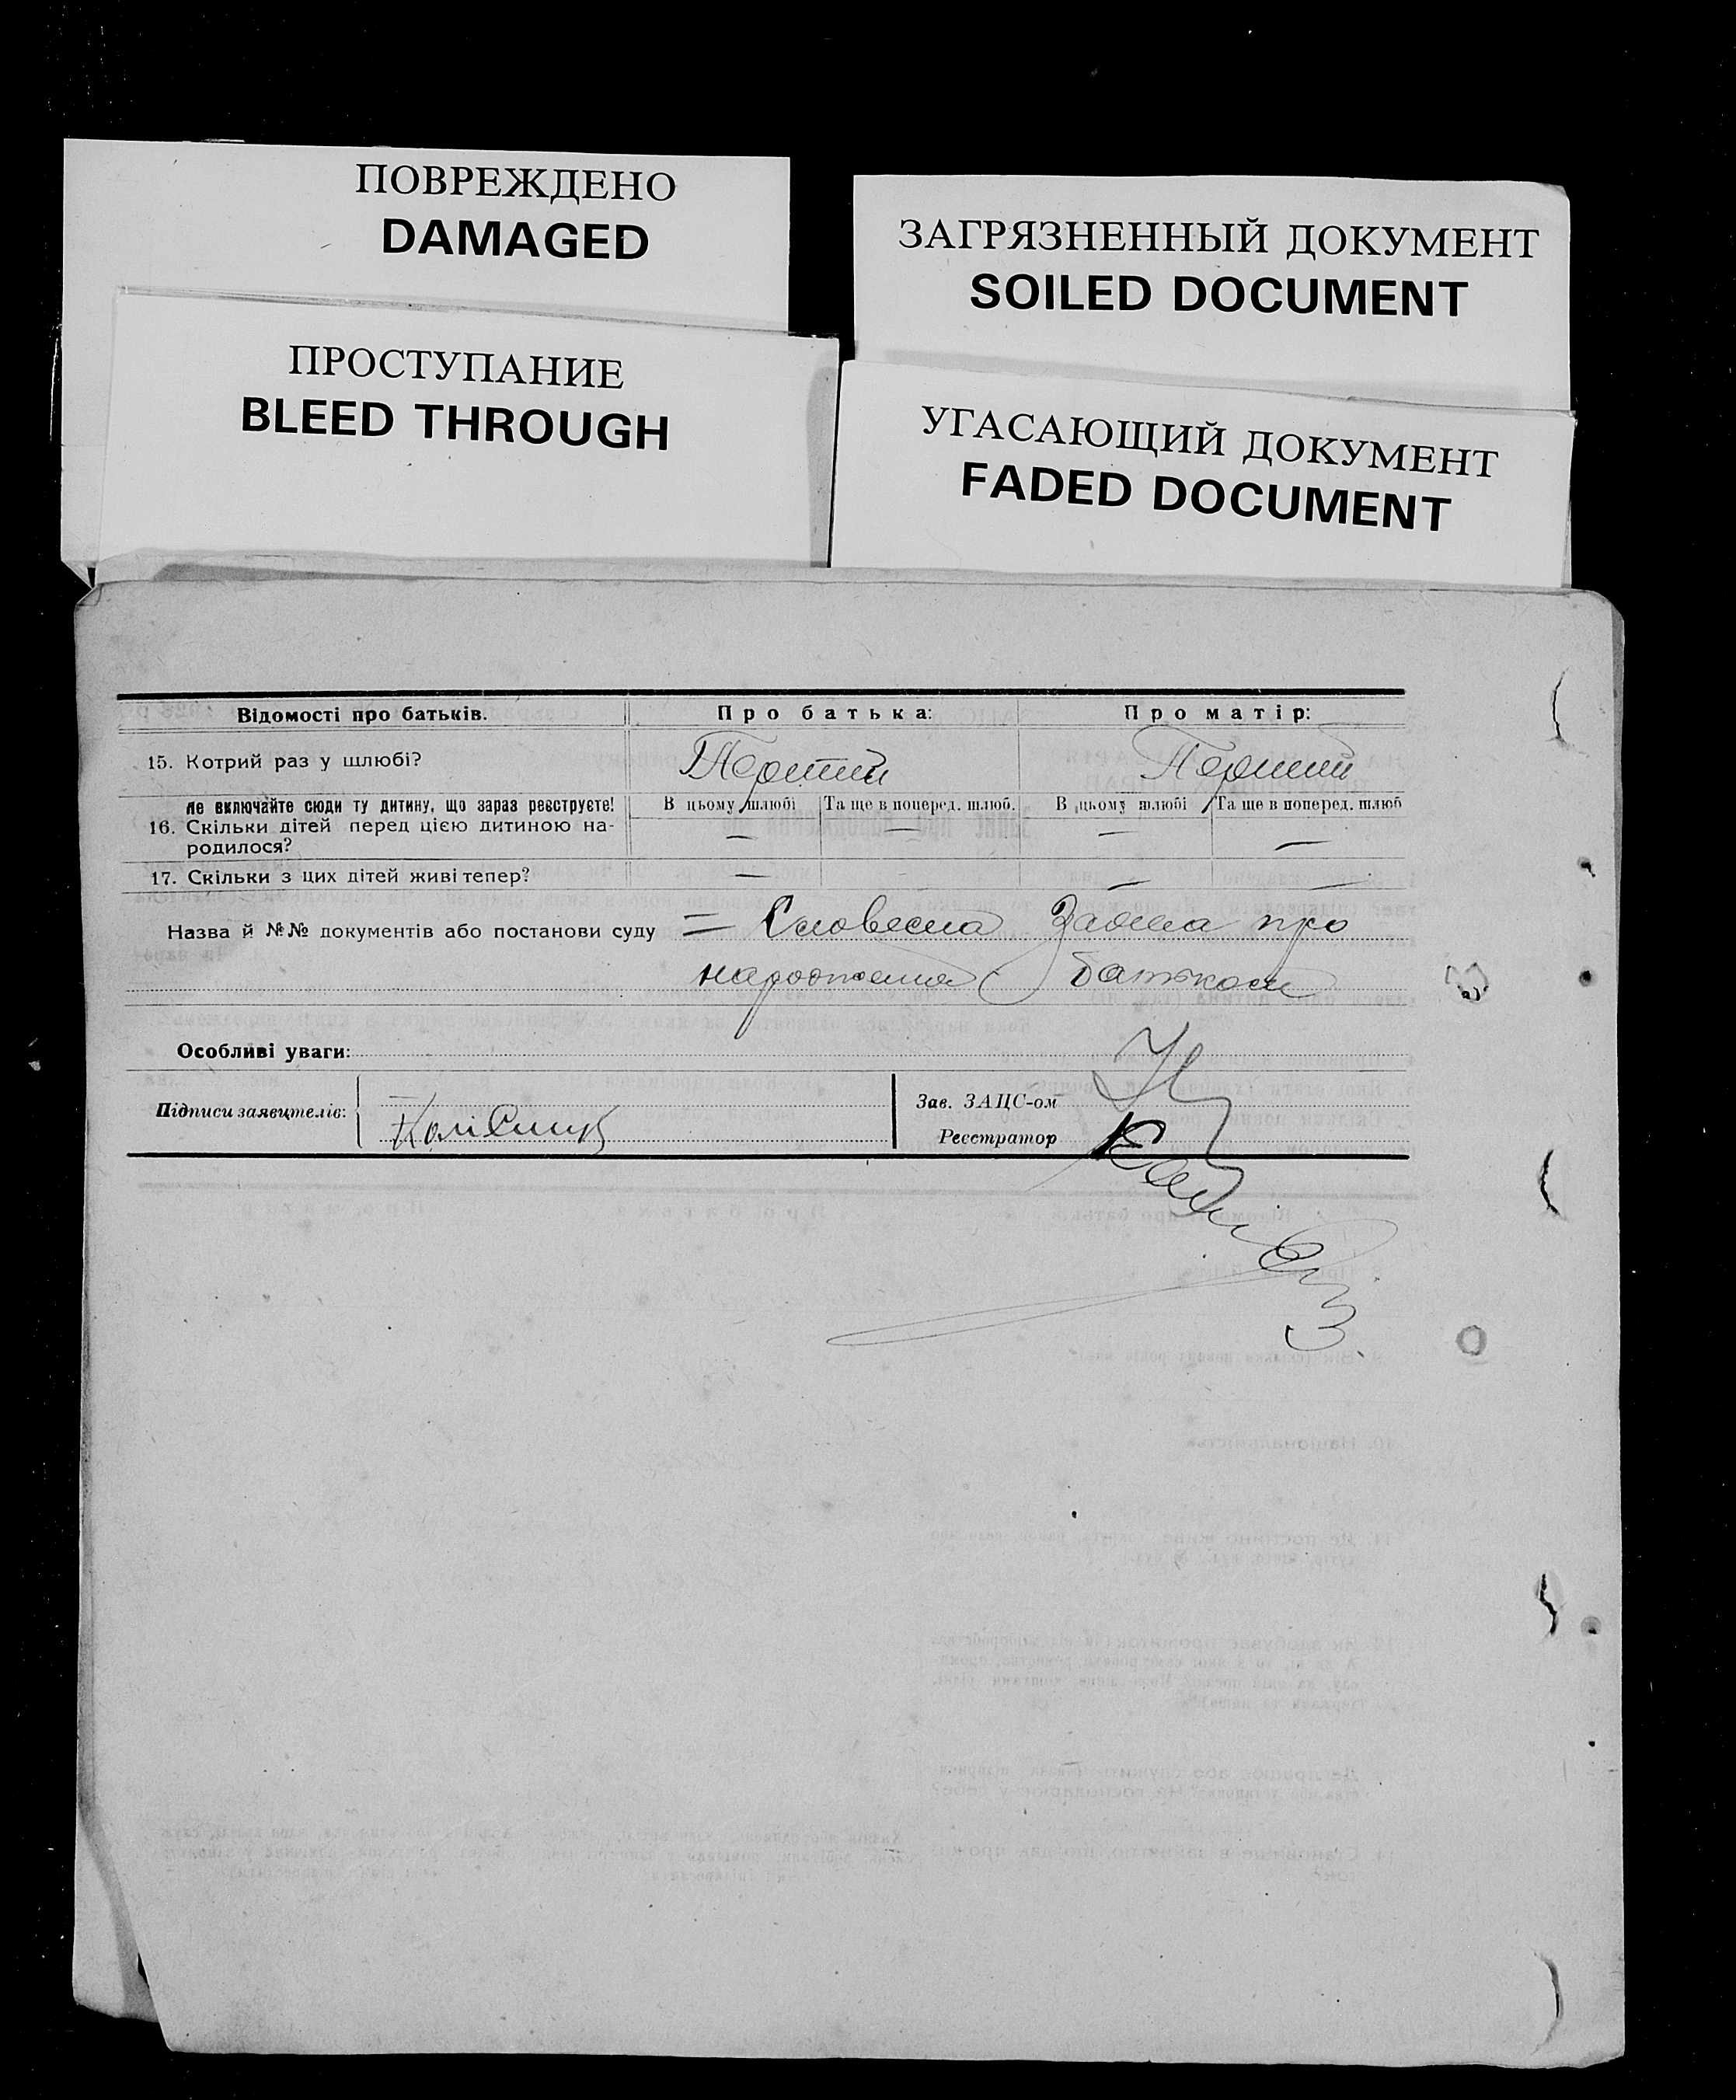 ПОВРЕЖДЕНО
DAMAGED
ЗАГРЯЗНЕННЫЙ ДОКУМЕНТ
SOILED DOCUMENT
ПРОСТУПАНИЕ
BLEED THROUGH
УГАСАЮЩИЙ ДОКУМЕНТ
FADED DOCUMENT
Відомості про батьків. Про батька: Про матір:
15. Котрий раз у шлюбі? Перший Перший
Не включайте сюди ту дитину, що зараз реєструєте! В цьому шлюбі Та ще в поперед. шлюб. В цьому шлюбі Та ще в поперед. шлюб
16. Скільки дітей перед цією дитиною на- — — — —
родилося?
17. Скільки з цих дітей живі тепер? — — — —
Назва й №№ документів або постанови суду = Словесна Заява про
народження батьком
Особливі уваги:
Підписи заявцтелів: Зав. ЗАЦС-ом
Реєстратор